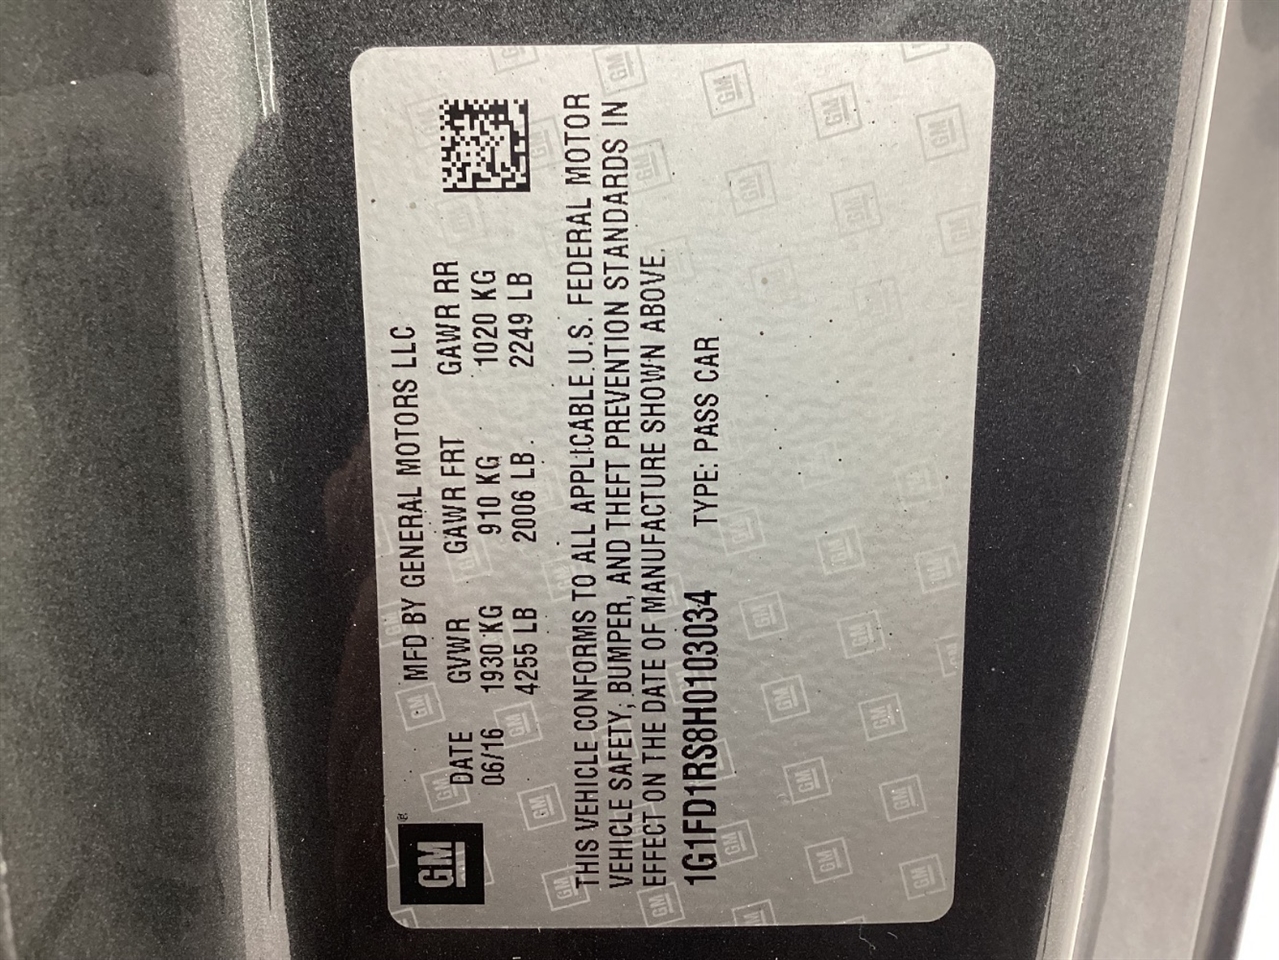 GM
MFD BY GENERAL MOTORS LLC
DATE GVWR GAWR FRT GAWR RR
06/16 1930 KG 910 KG 1020 KG
4255 LB 2006 LB 2249 LB
THIS VEHICLE CONFORMS TO ALL APPLICABLE U.S. FEDERAL MOTOR
VEHICLE SAFETY, BUMPER, AND THEFT PREVENTION STANDARDS IN
EFFECT ON THE DATE OF MANUFACTURE SHOWN ABOVE.
1G1FD1RS8H0103034 TYPE: PASS CAR